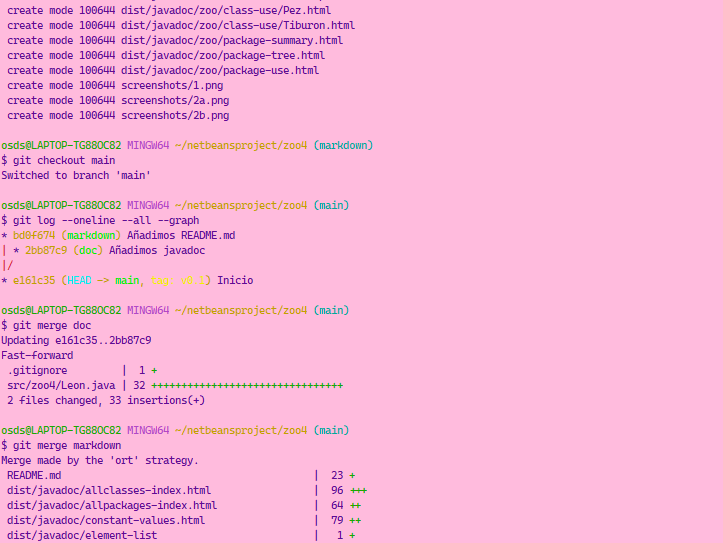 create mode 100644 dist/javadoc/zoo/class-use/Pez.html
create mode 100644 dist/javadoc/zoo/class-use/Tiburon.html
create mode 100644 dist/javadoc/zoo/package-summary.html
create mode 100644 dist/javadoc/zoo/package-tree.html
create mode 100644 dist/javadoc/zoo/package-use.html
create mode 100644 screenshots/1.png
create mode 100644 screenshots/2a.png
create mode 100644 screenshots/2b.png
osds@LAPTOP-TG88OC82 MINGW64 ~/netbeansproject/zoo4 (markdown)
$ git checkout main
Switched to branch 'main'
osds@LAPTOP-TG88OC82 MINGW64 ~/netbeansproject/zoo4 (main)
$ git log --oneline --all --graph
* bd0f674 (markdown) Añadimos README.md
| * 2bb87c9 (doc) Añadimos javadoc
|/
* e161c35 (HEAD -> main, ) Inicio
osds@LAPTOP-TG88OC82 MINGW64 ~/netbeansproject/zoo4 (main)
$ git merge doc
Updating e161c35..2bb87c9
Fast-forward
.gitignore | 1 +
src/zoo4/Leon.java | 32 ++++++++++++++++++++++++++++++++
2 files changed, 33 insertions(+)
osds@LAPTOP-TG88OC82 MINGW64 ~/netbeansproject/zoo4 (main)
$ git merge markdown
Merge made by the 'ort' strategy.
README.md | 23 +
dist/javadoc/allclasses-index.html | 96 +++
dist/javadoc/allpackages-index.html | 64 ++
dist/javadoc/constant-values.html | 79 ++
dist/javadoc/element-list | 1 +